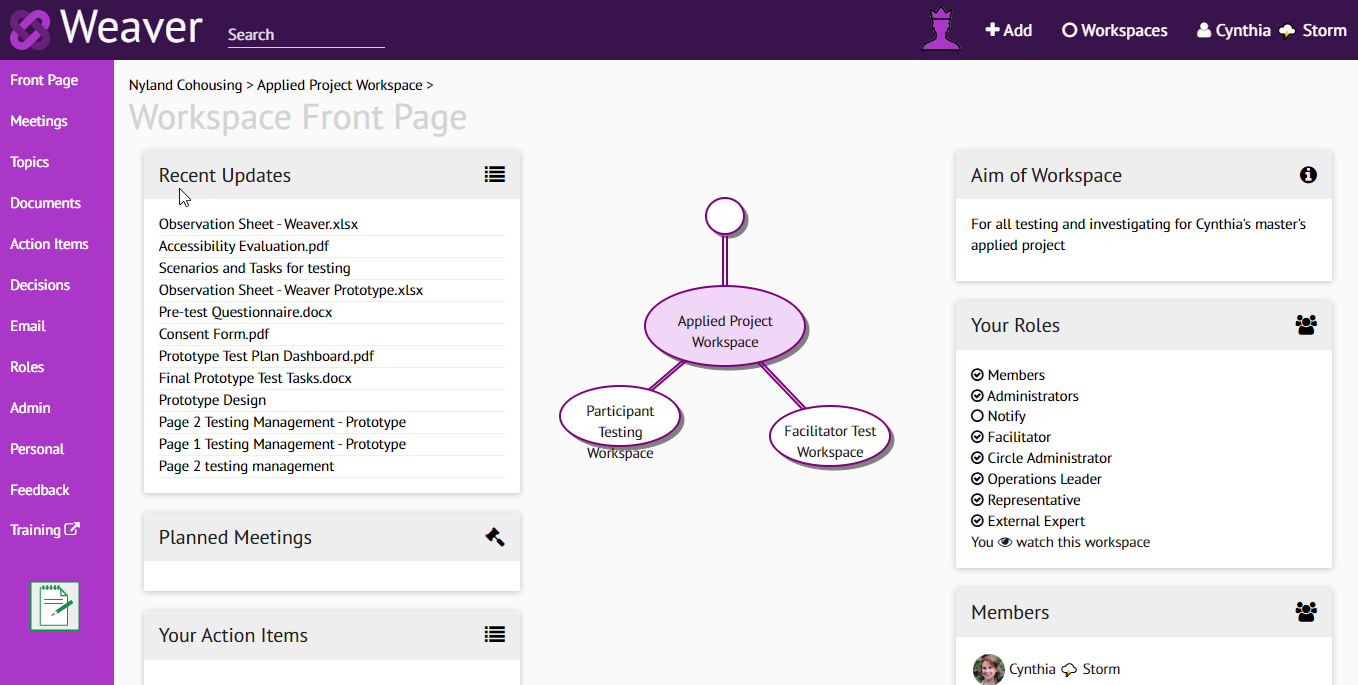 Weaver
Search
Add
Workspaces
Cynthia Storm
Front Page
Meetings
Topics
Documents
Action Items
Decisions
Email
Roles
Admin
Personal
Feedback
Training
Nyland Cohousing > Applied Project Workspace >
Workspace Front Page
Recent Updates
Observation Sheet - Weaver.xlsx
Accessibility Evaluation.pdf
Scenarios and Tasks for testing
Observation Sheet - Weaver Prototype.xlsx
Pre-test Questionnaire.docx
Consent Form.pdf
Prototype Test Plan Dashboard.pdf
Final Prototype Test Tasks.docx
Prototype Design
Page 2 Testing Management - Prototype
Page 1 Testing Management - Prototype
Page 2 testing management
Planned Meetings
Your Action Items
Applied Project
Workspace
Participant
Testing
Workspace
Facilitator Test
Workspace
Aim of Workspace
For all testing and investigating for Cynthia's master's
applied project
Your Roles
Members
Administrators
Notify
Facilitator
Circle Administrator
Operations Leader
Representative
External Expert
You watch this workspace
Members
Cynthia Storm